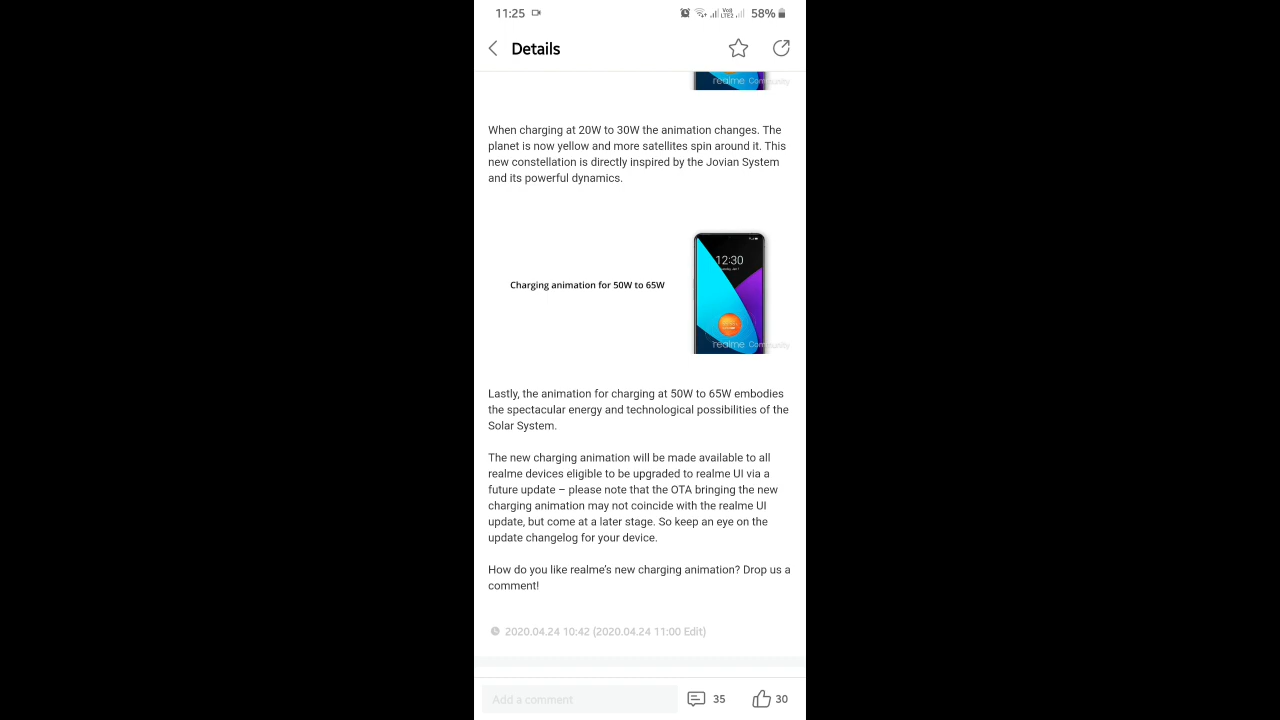 11:25
Vo)) LTE2 58%
Details
realme Community
When charging at 20W to 30W the animation changes. The
planet is now yellow and more satellites spin around it. This
new constellation is directly inspired by the Jovian System
and its powerful dynamics.
12:30
Charging animation for 50W to 65W
realme Community
Lastly, the animation for charging at 50W to 65W embodies
the spectacular energy and technological possibilities of the
Solar System.
The new charging animation will be made available to all
realme devices eligible to be upgraded to realme UI via a
future update – please note that the OTA bringing the new
charging animation may not coincide with the realme UI
update, but come at a later stage. So keep an eye on the
update changelog for your device.
How do you like realme's new charging animation? Drop us a
comment!
2020.04.24 10:42 (2020.04.24 11:00 Edit)
Add a comment
35
30